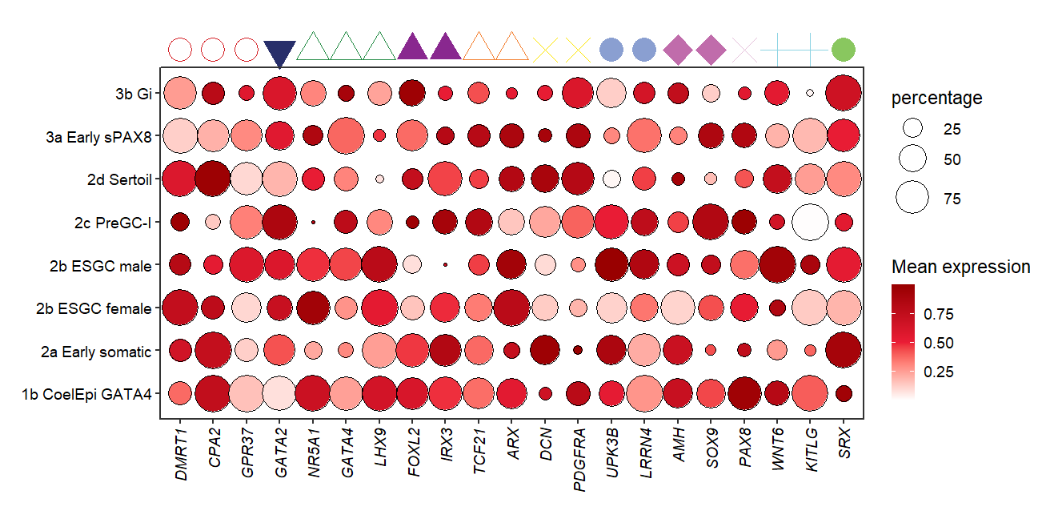 3b Gi
3a Early sPAX8
2d Sertoil
2c PreGC-I
2b ESGC male
2b ESGC female
2a Early somatic
1b CoelEpi GATA4
DMRT1
CPA2
GPR37
GATA2
NR5A1
GATA4
LHX9
FOXL2
IRX3
TCF21
ARX
DCN
PDGFRA
UPK3B
LRRN4
AMH
SOX9
PAX8
WNT6
KITLG
SRX
percentage
25
50
75
Mean expression
0.75
0.50
0.25